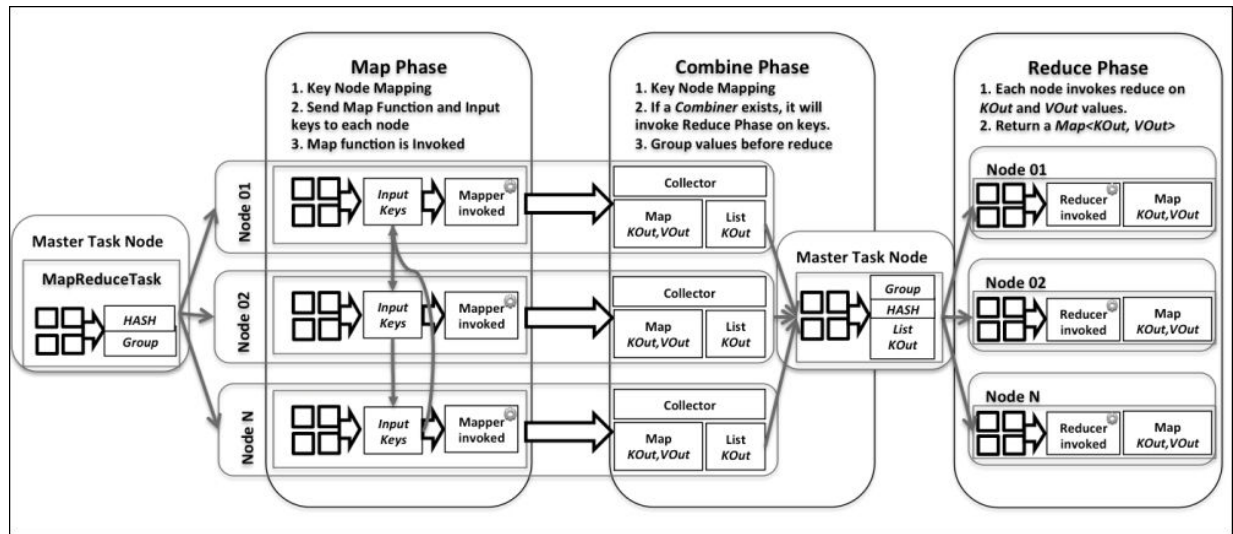 Map Phase
1. Key Node Mapping
2. Send Map Function and Input
keys to each node
3. Map function is Invoked
Combine Phase
1. Key Node Mapping
2. If a Combiner exists, it will
invoke Reduce Phase on keys.
3. Group values before reduce
Reduce Phase
1. Each node invokes reduce on
KOut and VOut values.
2. Return a Map<KOut, VOut>
Master Task Node
MapReduceTask
HASH
Group
Node 01
Input
Keys
Mapper
invoked
Collector
Map
KOut,VOut
List
KOut
Node 02
Input
Keys
Mapper
invoked
Collector
Map
KOut,VOut
List
KOut
Node N
Input
Keys
Mapper
invoked
Collector
Map
KOut,VOut
List
KOut
Master Task Node
Group
HASH
List
KOut
Node 01
Reducer
invoked
Map
KOut,VOut
Node 02
Reducer
invoked
Map
KOut,VOut
Node N
Reducer
invoked
Map
KOut,VOut